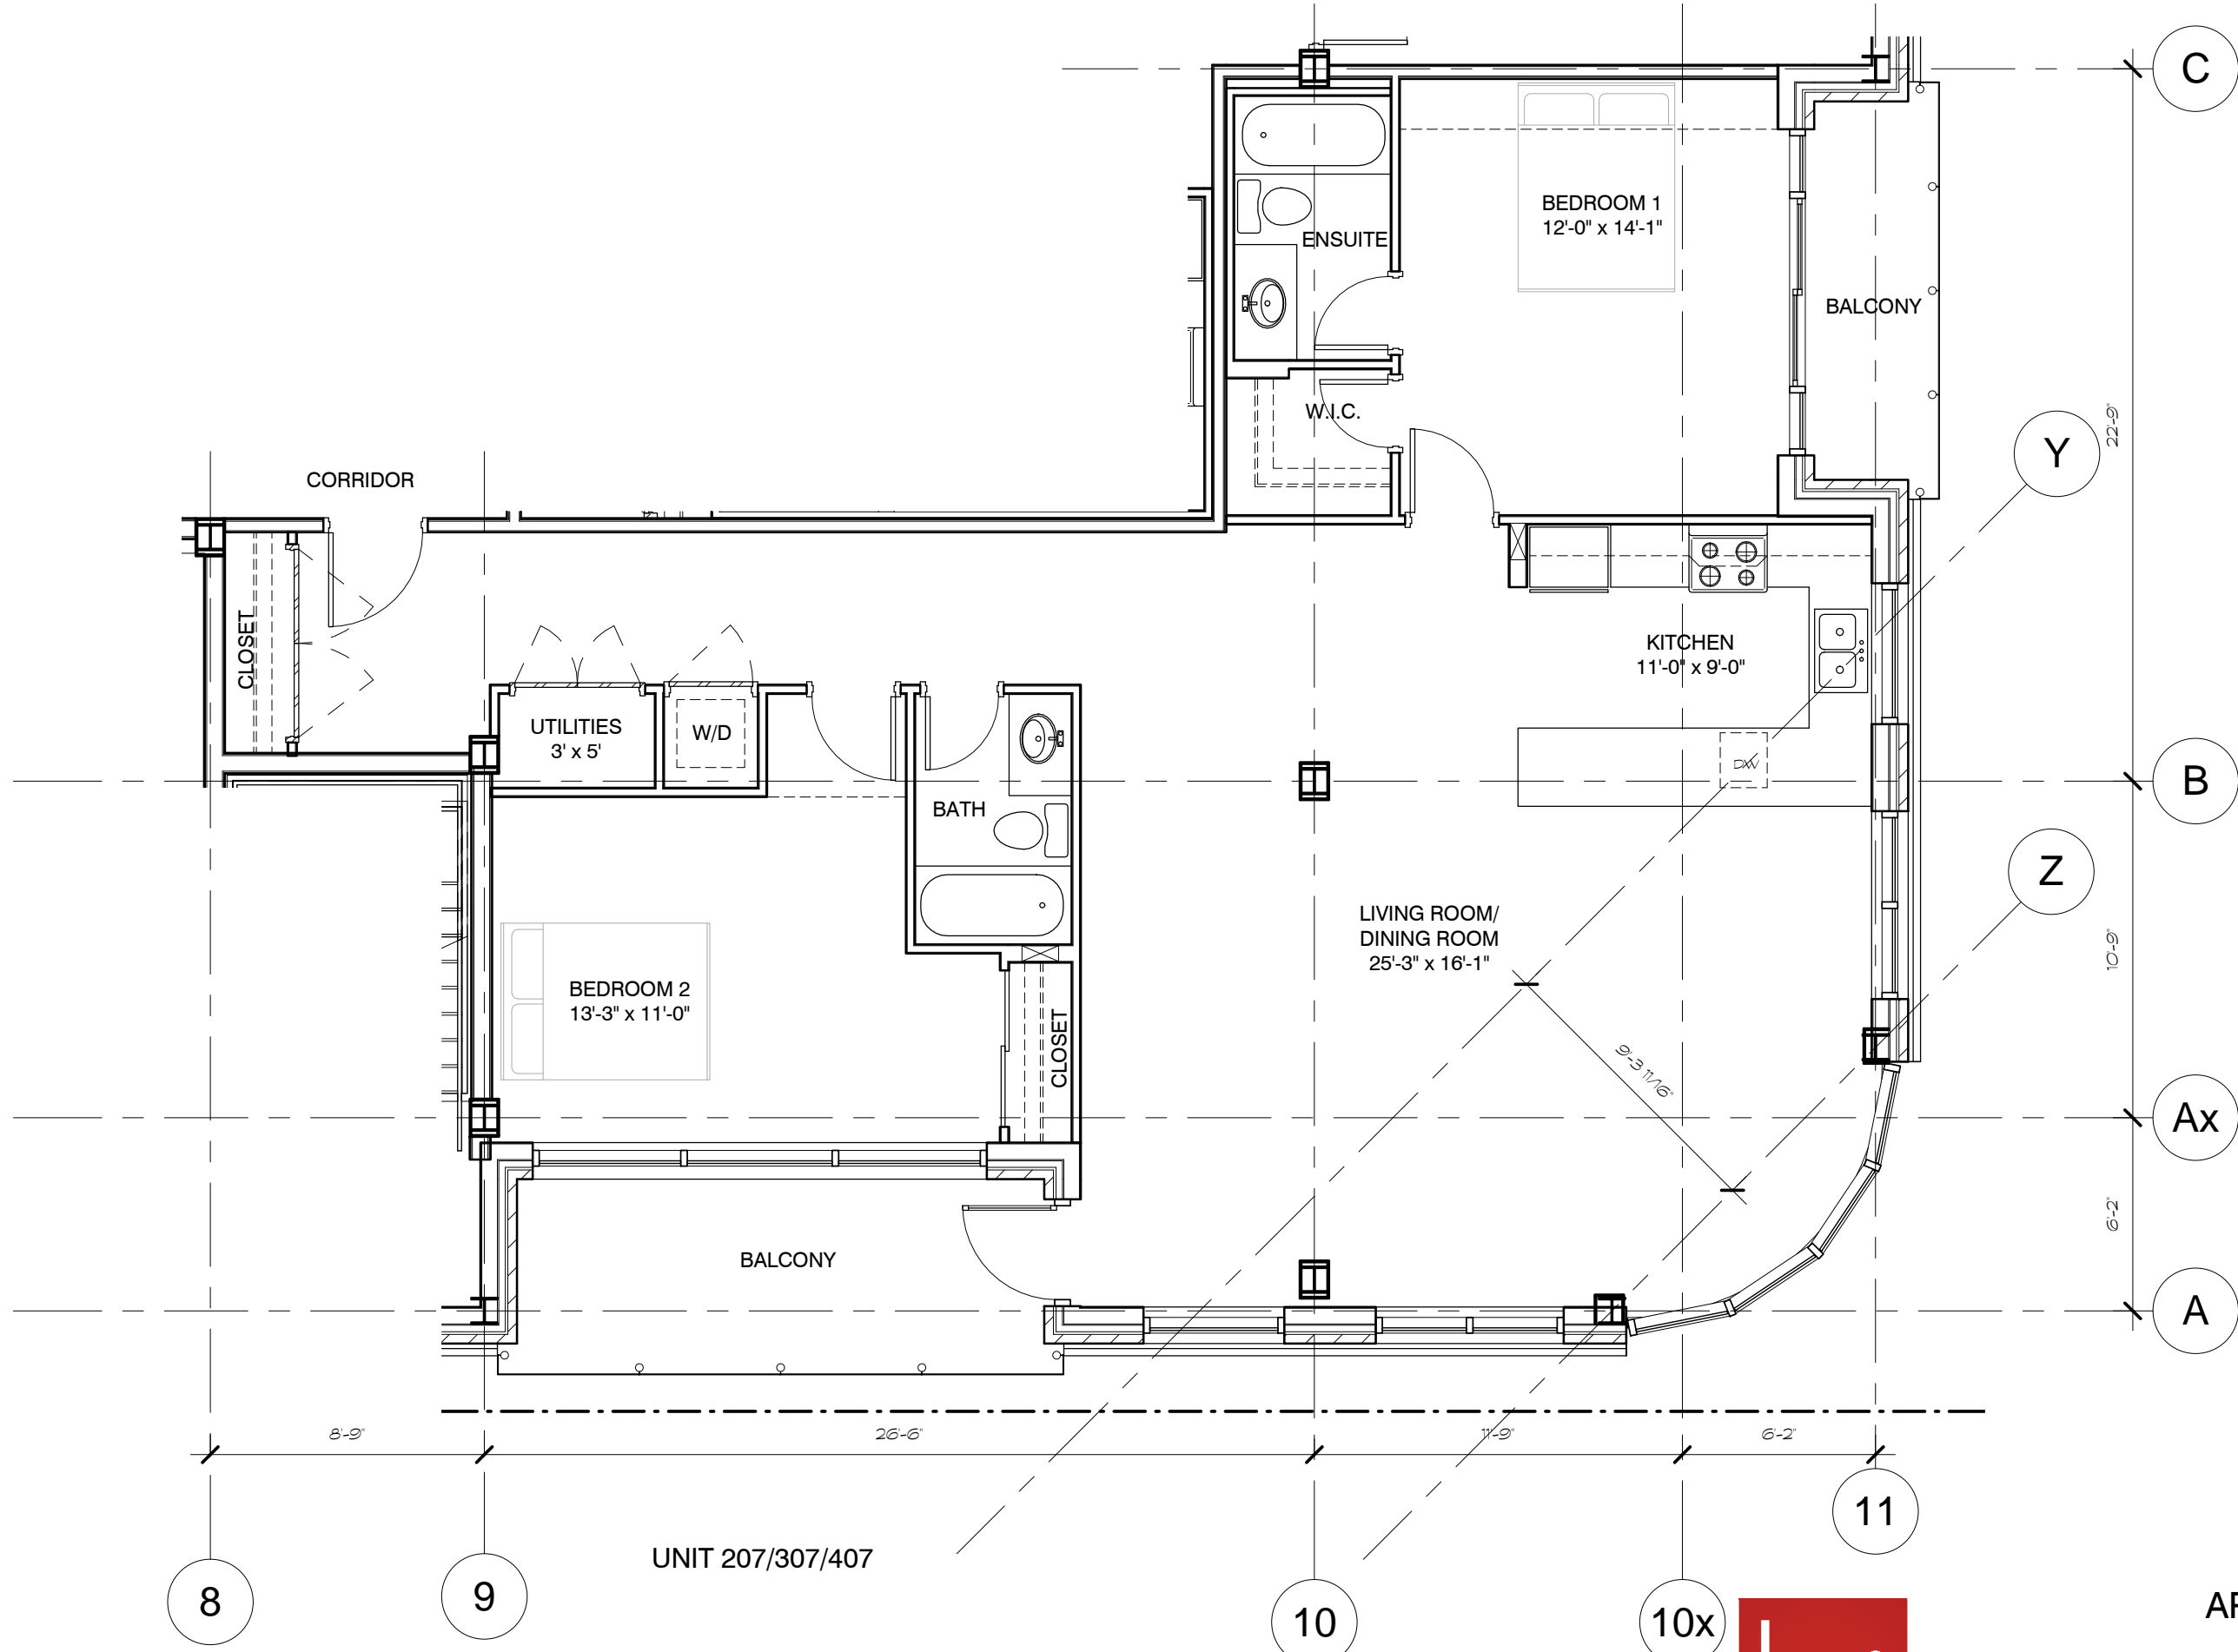 C
BEDROOM 1
12'-0" x 14'-1"
ENSUITE
BALCONY
W.I.C.
22'-9"
Y
CORRIDOR
CLOSET
KITCHEN
11'-0" x 9'-0"
UTILITIES
3' x 5'
W/D
DW
B
BATH
Z
LIVING ROOM/
DINING ROOM
25'-3" x 16'-1"
10'-9"
BEDROOM 2
13'-3" x 11'-0"
CLOSET
9'-3 11/16"
Ax
6'-2"
BALCONY
A
8'-9"
26'-6"
11'-9"
6'-2"
11
UNIT 207/307/407
8
9
10
10x